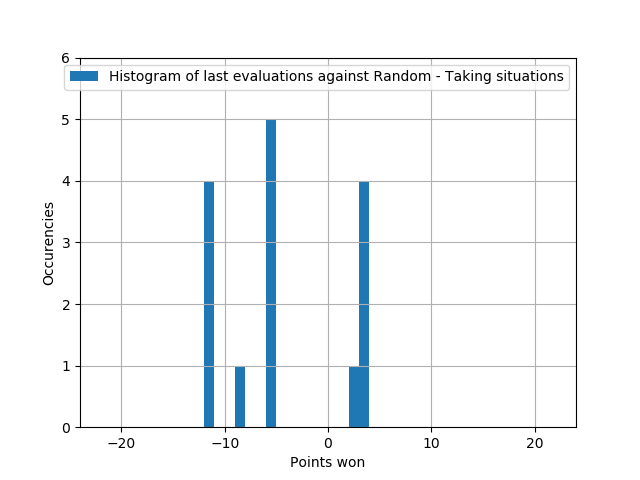 Histogram of last evaluations against Random - Taking situations
6
5
4
3
2
1
0
Occurencies
−20 −10 0 10 20
Points won